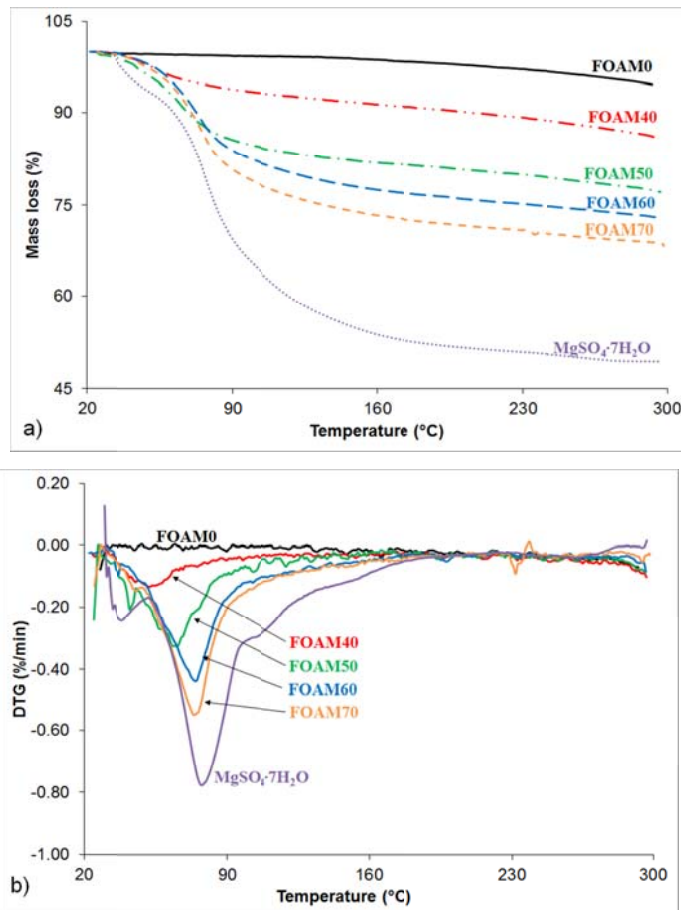 105
90
75
60
45
Mass loss (%)
FOAM0
FOAM40
FOAM50
FOAM60
FOAM70
MgSO₄·7H₂O
20 90 160 230 300
Temperature (°C)
a)
0.20
0.00
-0.20
-0.40
-0.60
-0.80
-1.00
DTG (%/min)
FOAM0
FOAM40
FOAM50
FOAM60
FOAM70
MgSO₄·7H₂O
20 90 160 230 300
Temperature (°C)
b)